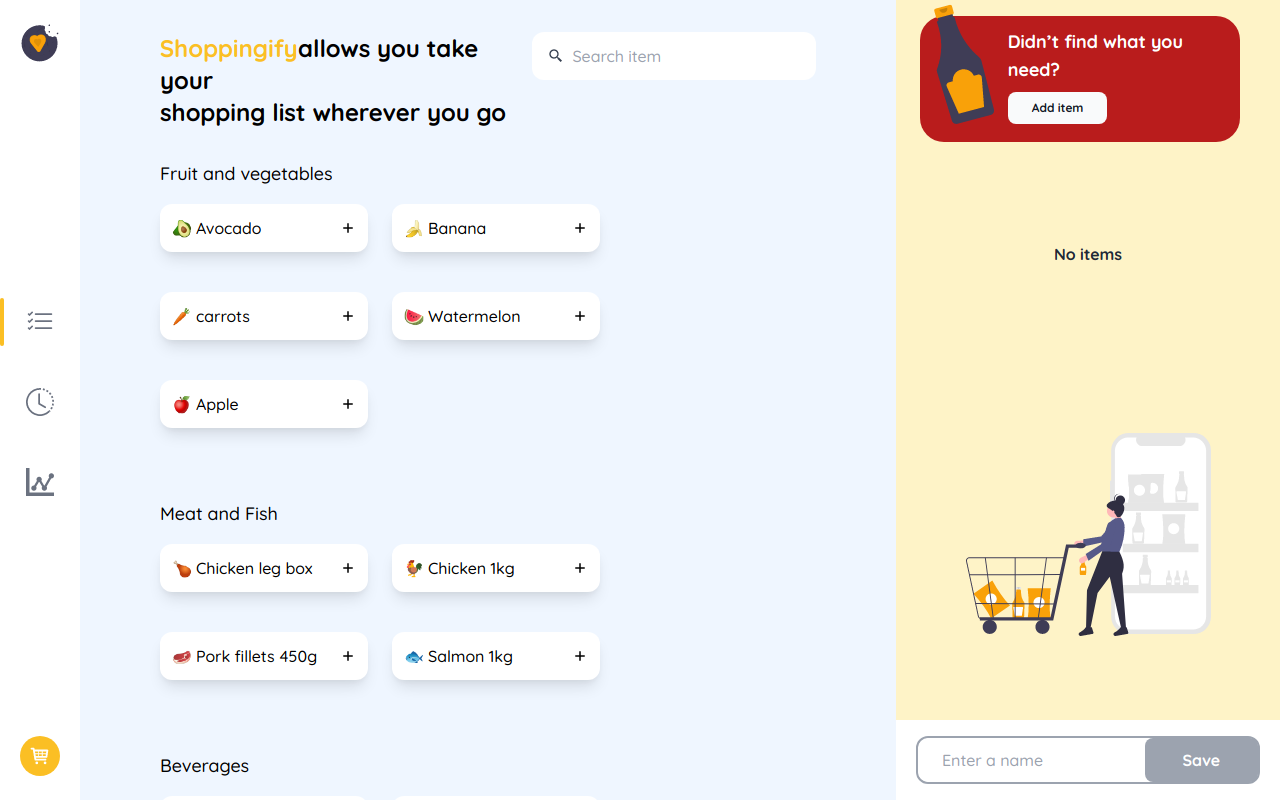 Shoppingifyallows you take
your
shopping list wherever you go
Search item
Fruit and vegetables
🥑 Avocado +
🍌 Banana +
🥕 carrots +
🍉 Watermelon +
🍎 Apple +
Meat and Fish
🍗 Chicken leg box +
🐓 Chicken 1kg +
🥩 Pork fillets 450g +
🐟 Salmon 1kg +
Beverages
Didn’t find what you
need?
Add item
No items
Enter a name
Save